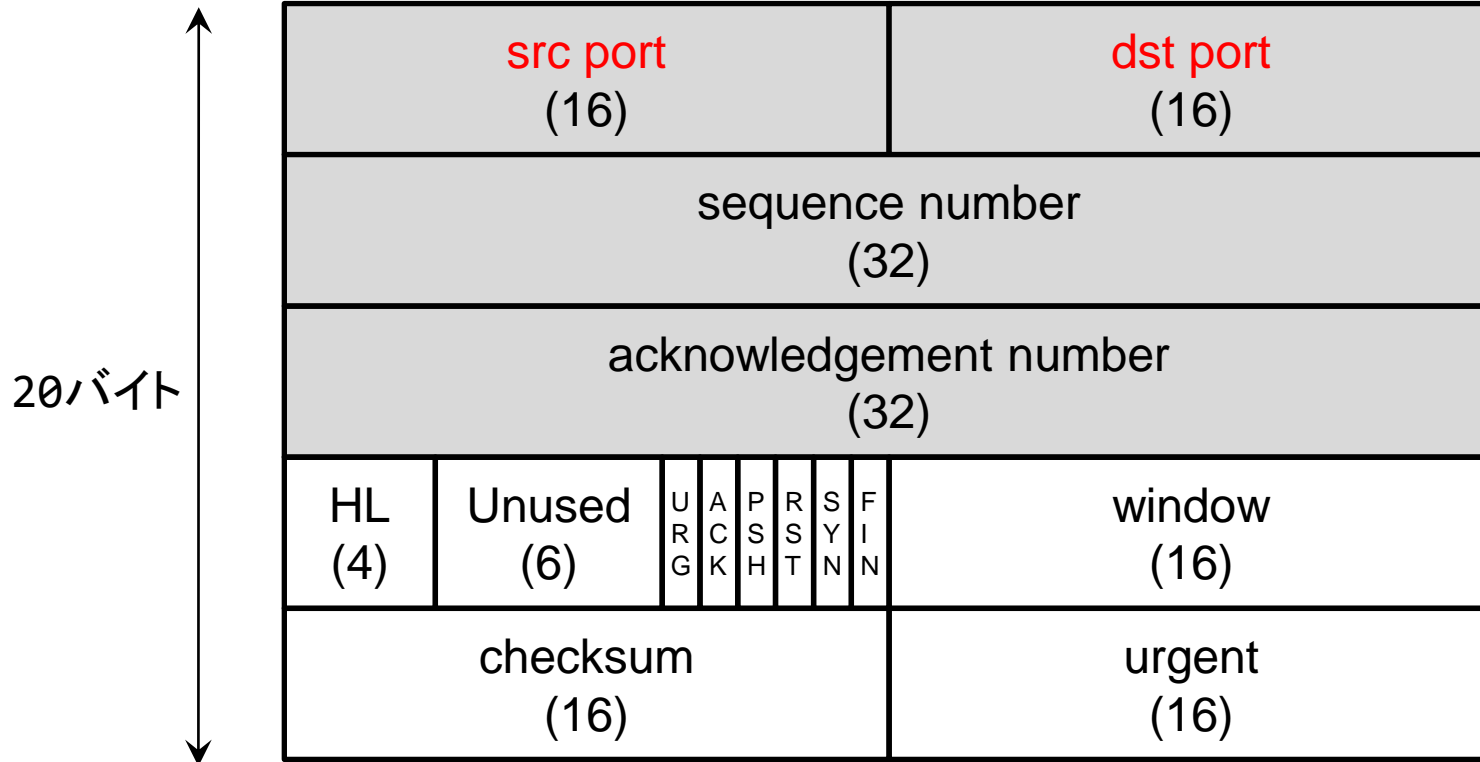 src port
(16)
dst port
(16)
sequence number
(32)
acknowledgement number
(32)
20バイト
HL
(4)
Unused
(6)
URG
ACK
PSH
RST
SYN
FIN
window
(16)
checksum
(16)
urgent
(16)